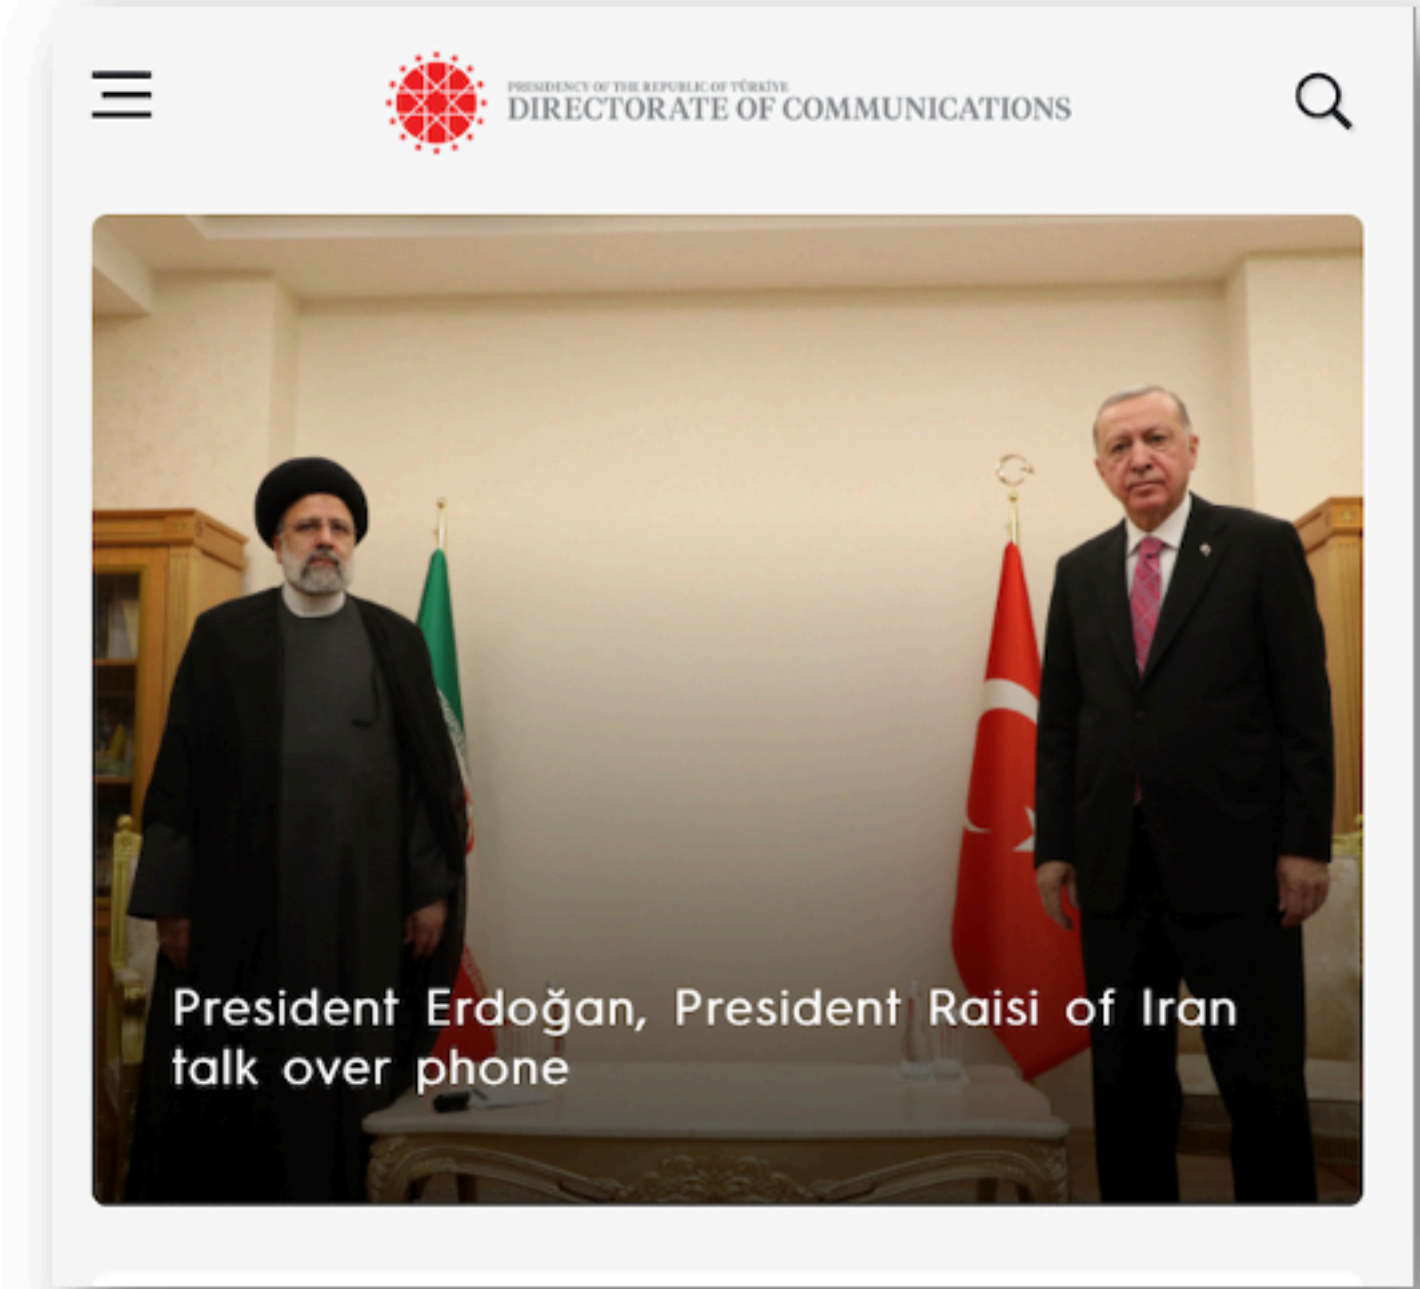 PRESIDENCY OF THE REPUBLIC OF TÜRKİYE
DIRECTORATE OF COMMUNICATIONS
President Erdoğan, President Raisi of Iran
talk over phone